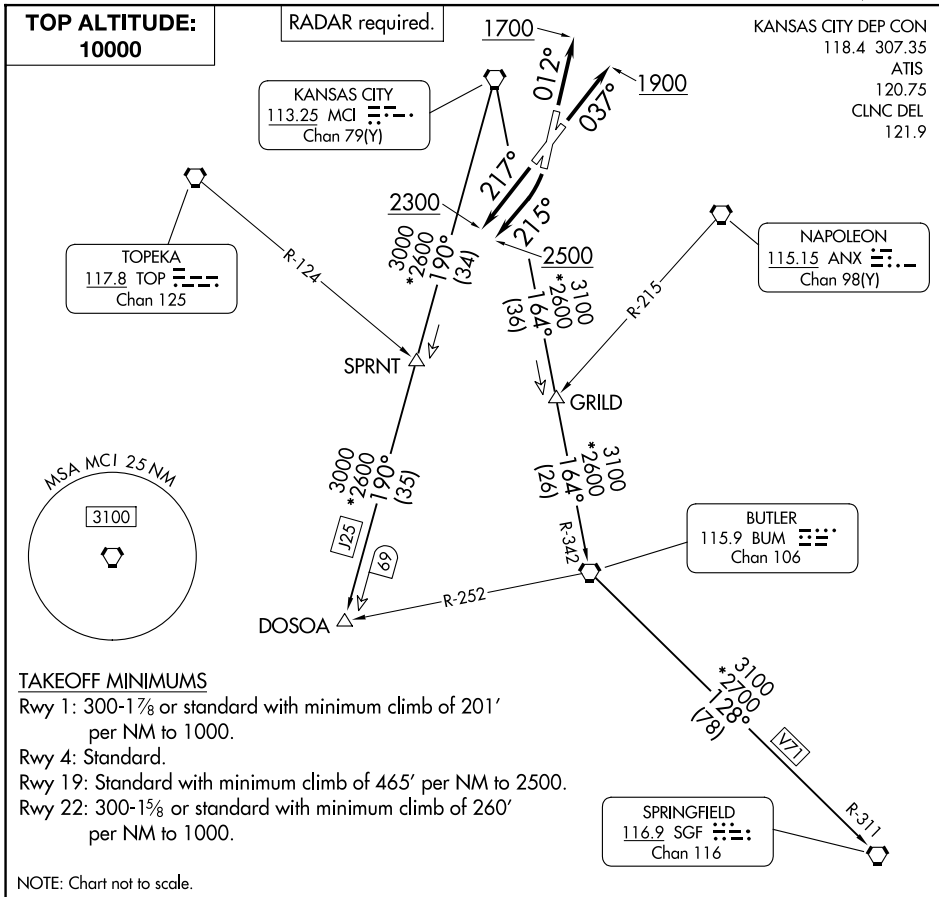 TOP ALTITUDE:
10000
RADAR required.
KANSAS CITY DEP CON
118.4 307.35
ATIS
120.75
CLNC DEL
121.9
1700
012°
1900
037°
KANSAS CITY
113.25 MCI
Chan 79(Y)
217°
215°
2300
2500
TOPEKA
117.8 TOP
Chan 125
R-124
NAPOLEON
115.15 ANX
Chan 98(Y)
R-215
3000
*2600
190°
(34)
3100
*2600
164°
(36)
SPRNT
GRILD
3000
*2600
190°
(35)
3100
*2600
164°
(26)
MSA MCI 25 NM
3100
J25
69
R-342
BUTLER
115.9 BUM
Chan 106
R-252
DOSOA
3100
*2700
128°
(78)
V71
R-311
SPRINGFIELD
116.9 SGF
Chan 116
TAKEOFF MINIMUMS
Rwy 1: 300-1⅞ or standard with minimum climb of 201'
per NM to 1000.
Rwy 4: Standard.
Rwy 19: Standard with minimum climb of 465' per NM to 2500.
Rwy 22: 300-1⅝ or standard with minimum climb of 260'
per NM to 1000.
NOTE: Chart not to scale.